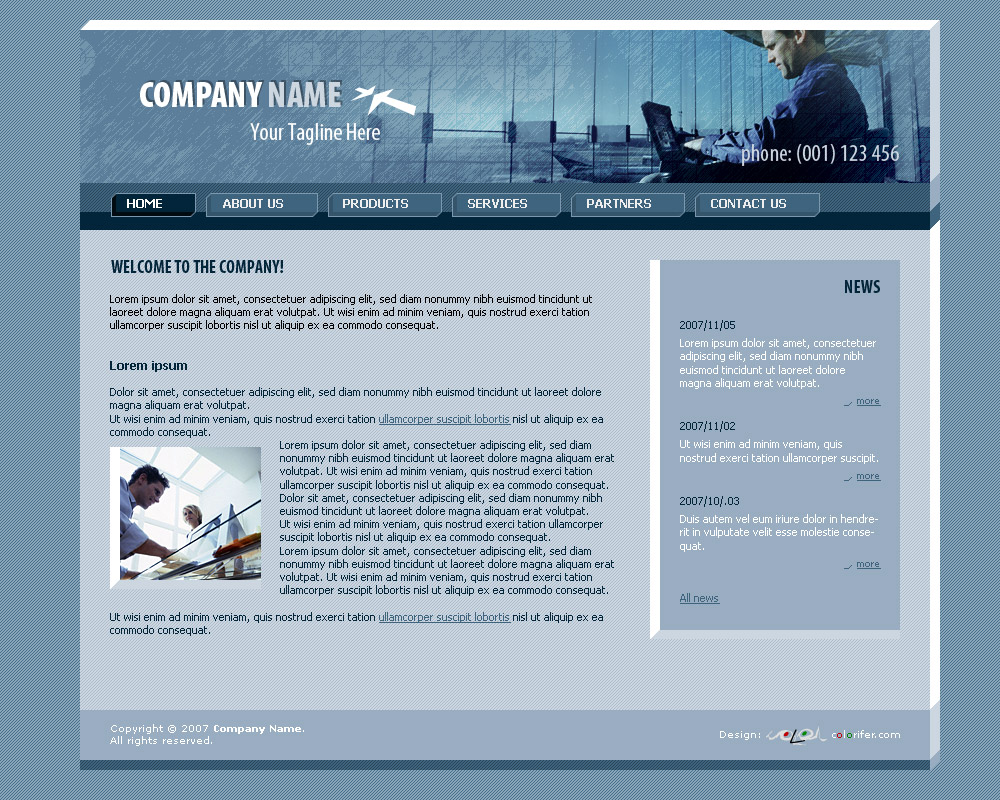 COMPANY NAME
Your Tagline Here
phone: (001) 123 456
HOME
ABOUT US
PRODUCTS
SERVICES
PARTNERS
CONTACT US
WELCOME TO THE COMPANY!
Lorem ipsum dolor sit amet, consectetuer adipiscing elit, sed diam nonummy nibh euismod tincidunt ut
laoreet dolore magna aliquam erat volutpat. Ut wisi enim ad minim veniam, quis nostrud exerci tation
ullamcorper suscipit lobortis nisl ut aliquip ex ea commodo consequat.
Lorem ipsum
Dolor sit amet, consectetuer adipiscing elit, sed diam nonummy nibh euismod tincidunt ut laoreet dolore
magna aliquam erat volutpat.
Ut wisi enim ad minim veniam, quis nostrud exerci tation ullamcorper suscipit lobortis nisl ut aliquip ex ea
commodo consequat.
Lorem ipsum dolor sit amet, consectetuer adipiscing elit, sed diam
nonummy nibh euismod tincidunt ut laoreet dolore magna aliquam erat
volutpat. Ut wisi enim ad minim veniam, quis nostrud exerci tation
ullamcorper suscipit lobortis nisl ut aliquip ex ea commodo consequat.
Dolor sit amet, consectetuer adipiscing elit, sed diam nonummy nibh
euismod tincidunt ut laoreet dolore magna aliquam erat volutpat.
Ut wisi enim ad minim veniam, quis nostrud exerci tation ullamcorper
suscipit lobortis nisl ut aliquip ex ea commodo consequat.
Lorem ipsum dolor sit amet, consectetuer adipiscing elit, sed diam
nonummy nibh euismod tincidunt ut laoreet dolore magna aliquam erat
volutpat. Ut wisi enim ad minim veniam, quis nostrud exerci tation
ullamcorper suscipit lobortis nisl ut aliquip ex ea commodo consequat.
Ut wisi enim ad minim veniam, quis nostrud exerci tation ullamcorper suscipit lobortis nisl ut aliquip ex ea
commodo consequat.
NEWS
2007/11/05
Lorem ipsum dolor sit amet, consectetuer
adipiscing elit, sed diam nonummy nibh
euismod tincidunt ut laoreet dolore
magna aliquam erat volutpat.
more
2007/11/02
Ut wisi enim ad minim veniam, quis
nostrud exerci tation ullamcorper suscipit.
more
2007/10/.03
Duis autem vel eum iriure dolor in hendre-
rit in vulputate velit esse molestie conse-
quat.
more
All news
Copyright © 2007 Company Name.
All rights reserved.
Design: color colorifer.com